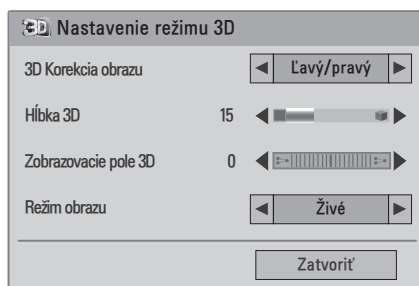 3D Nastavenie režimu 3D
3D Korekcia obrazu ◀ Ľavý/pravý ▶
Hĺbka 3D 15
Zobrazovacie pole 3D 0
Režim obrazu ◀ Živé ▶
Zatvoriť